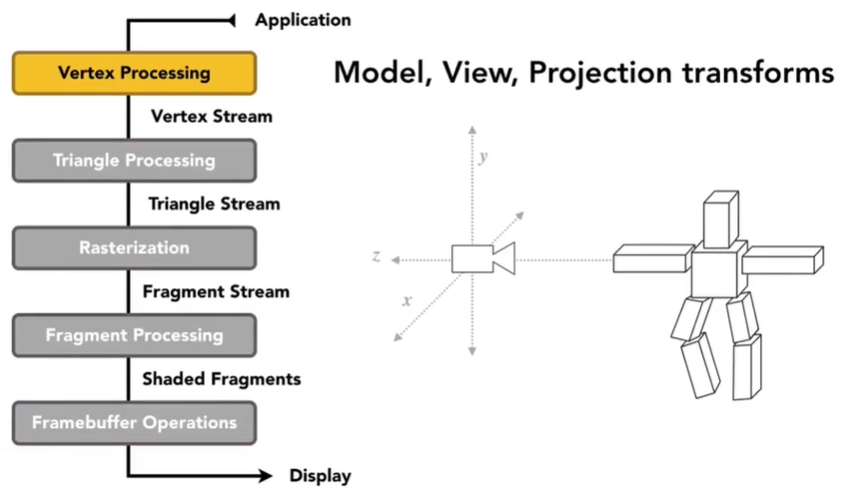 Application
Vertex Processing
Model, View, Projection transforms
Vertex Stream
Triangle Processing
Triangle Stream
Rasterization
Fragment Stream
Fragment Processing
Shaded Fragments
Framebuffer Operations
Display
y
z
x